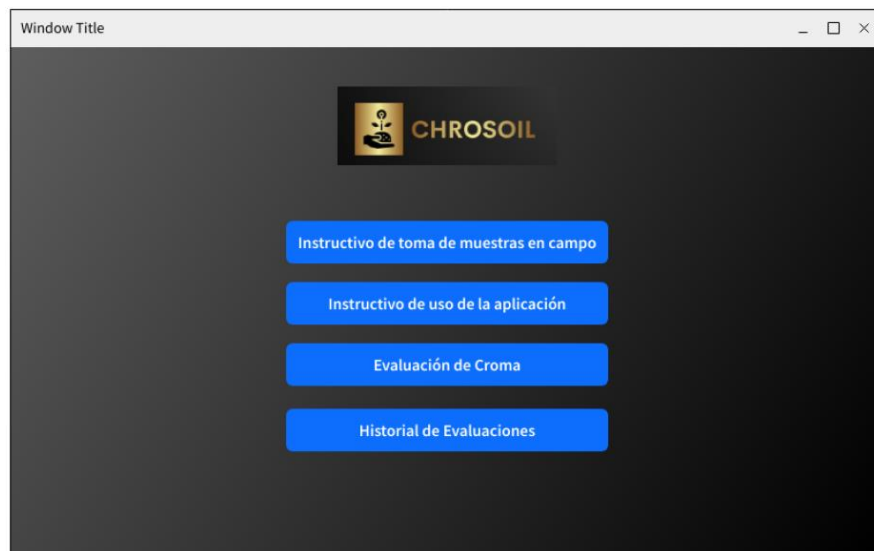 Window Title
CHROSOIL
Instructivo de toma de muestras en campo
Instructivo de uso de la aplicación
Evaluación de Croma
Historial de Evaluaciones